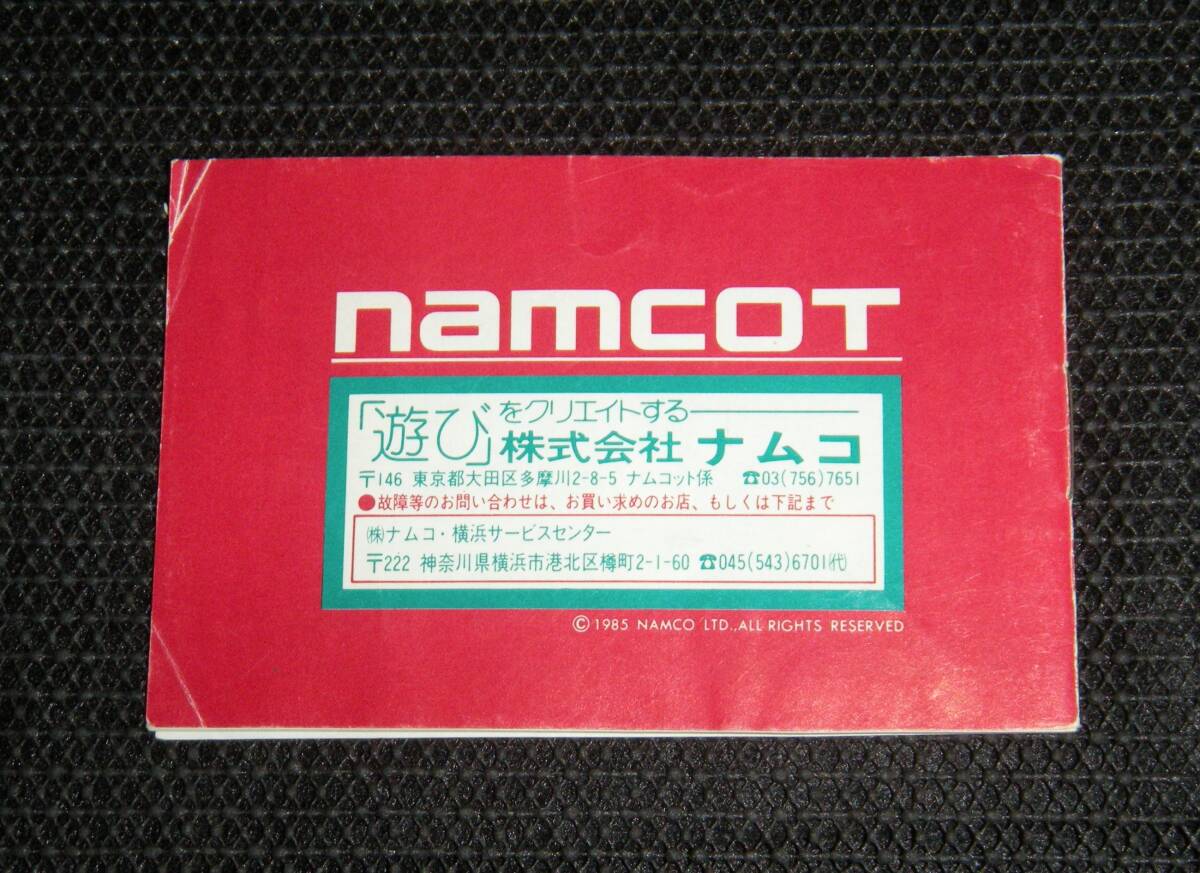 namcoT
「遊び」をクリエイトする
株式会社 ナムコ
〒146 東京都大田区多摩川2-8-5 ナムコット係 ☎03(756)7651
●故障等のお問い合わせは、お買い求めのお店、もしくは下記まで
㈱ナムコ・横浜サービスセンター
〒222 神奈川県横浜市港北区樽町2-1-60 ☎045(543)6701㈹
© 1985 NAMCO LTD., ALL RIGHTS RESERVED